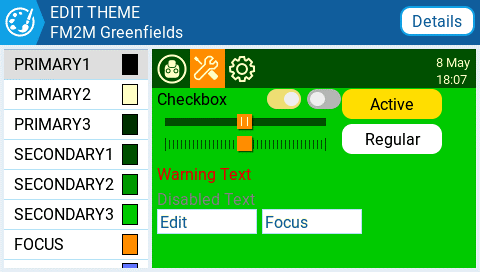 EDIT THEME
FM2M Greenfields
Details
PRIMARY1
PRIMARY2
PRIMARY3
SECONDARY1
SECONDARY2
SECONDARY3
FOCUS
8 May
18:07
Checkbox
Active
Regular
Warning Text
Disabled Text
Edit
Focus